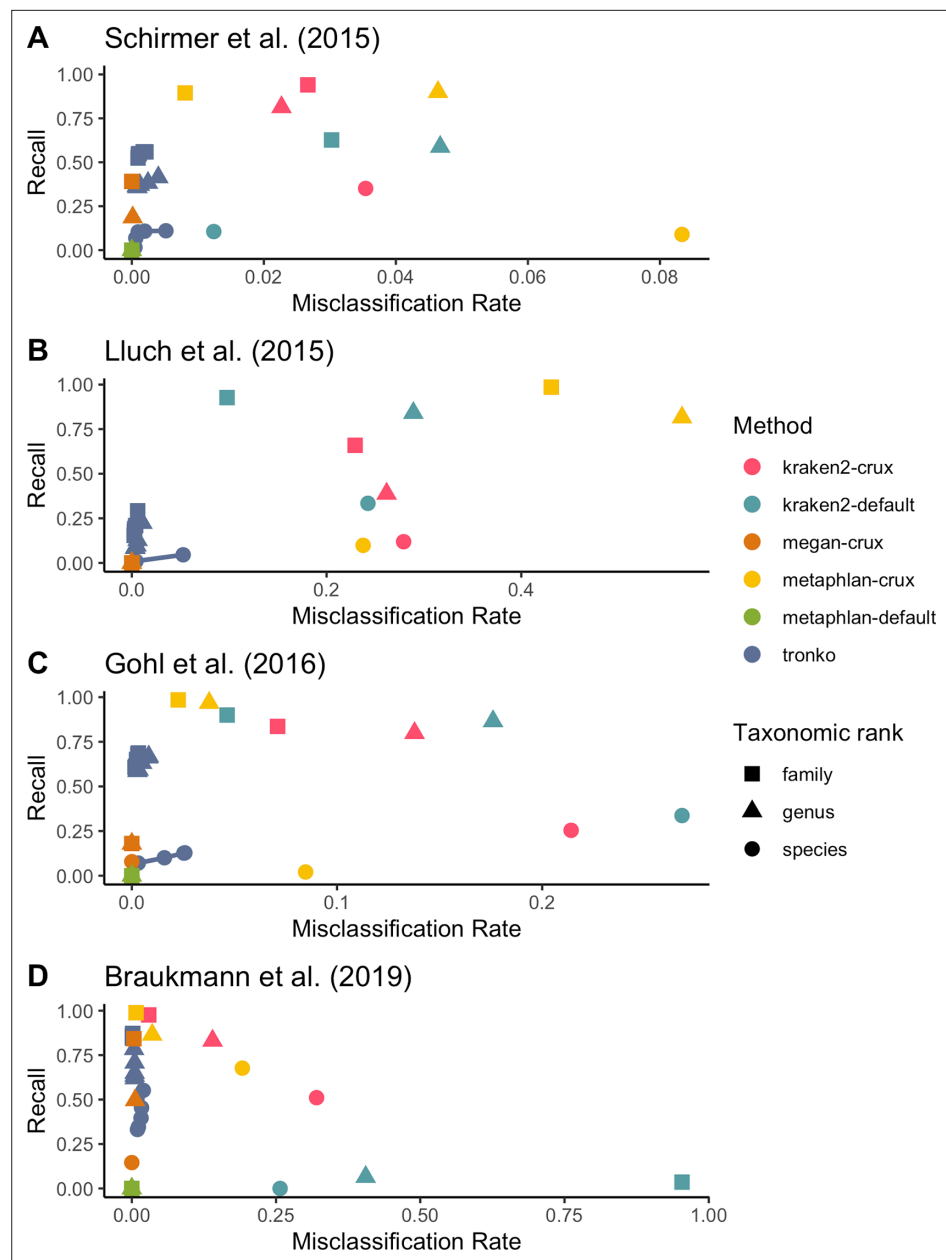 A Schirmer et al. (2015)
1.00
0.75
0.50
0.25
0.00
Recall
0.00 0.02 0.04 0.06 0.08
Misclassification Rate
B Lluch et al. (2015)
1.00
0.75
0.50
0.25
0.00
Recall
0.0 0.2 0.4
Misclassification Rate
C Gohl et al. (2016)
1.00
0.75
0.50
0.25
0.00
Recall
0.0 0.1 0.2
Misclassification Rate
D Braukmann et al. (2019)
1.00
0.75
0.50
0.25
0.00
Recall
0.00 0.25 0.50 0.75 1.00
Misclassification Rate
Method
kraken2-crux
kraken2-default
megan-crux
metaphlan-crux
metaphlan-default
tronko
Taxonomic rank
family
genus
species